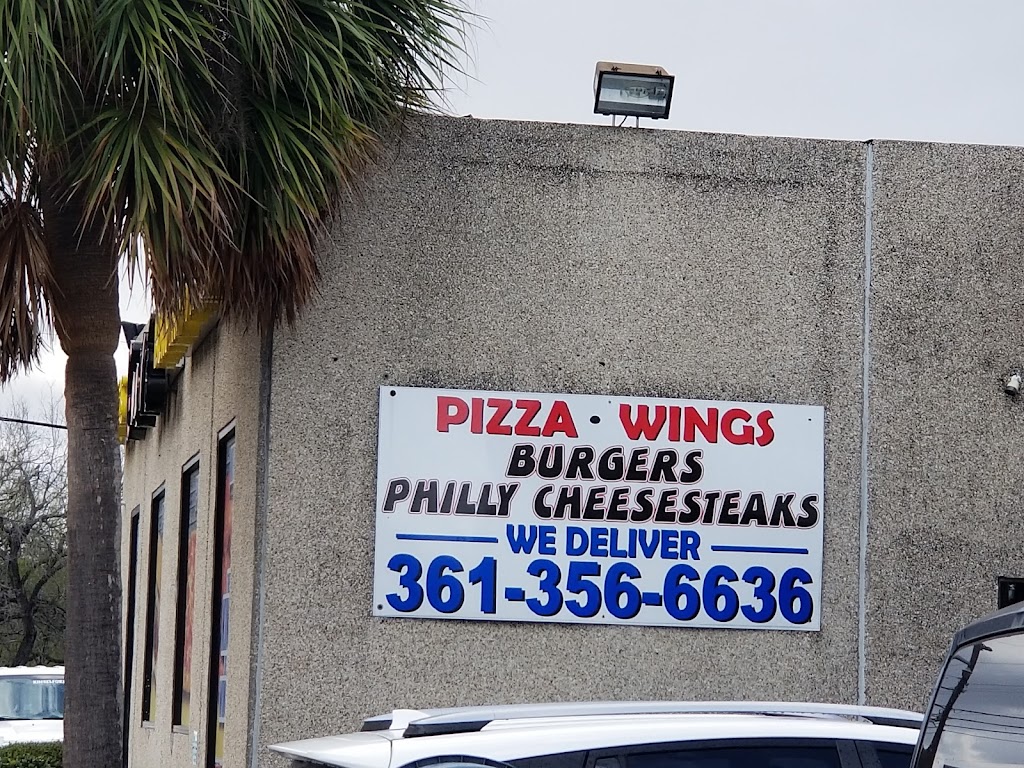 PIZZA • WINGS
BURGERS
PHILLY CHEESESTEAKS
WE DELIVER
361-356-6636